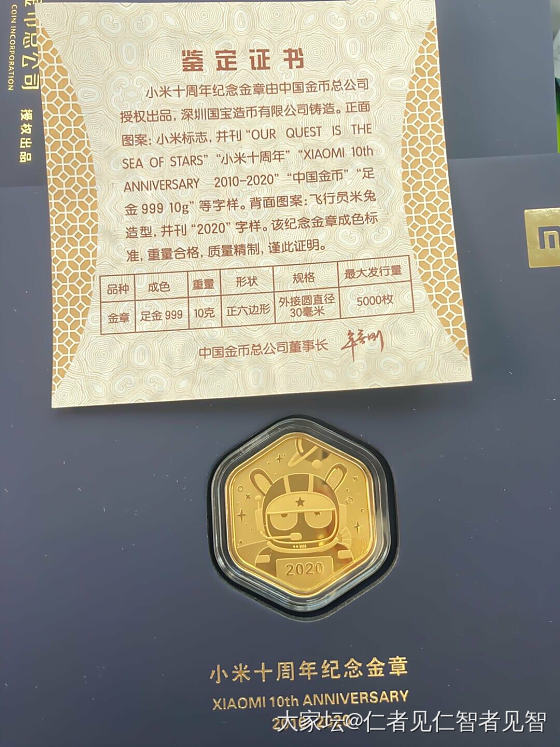 币总公司
COIN INCORPORATION
授权出品
鉴定证书
小米十周年纪念金章由中国金币总公司
授权出品，深圳国宝造币有限公司铸造。正面
图案：小米标志，并刊“OUR QUEST IS THE
SEA OF STARS”“小米十周年”“XIAOMI 10th
ANNIVERSARY 2010-2020”“中国金币”“足
金 999 10g”等字样。背面图案：飞行员米兔
造型，并刊“2020”字样。该纪念金章成色标
准，重量合格，质量精制，谨此证明。
品种 成色 重量 形状 规格 最大发行量
金章 足金 999 10克 正六边形 外接圆直径 30毫米 5000枚
中国金币总公司董事长
2020
小米十周年纪念金章
XIAOMI 10th ANNIVERSARY
大家坛@仁者见仁智者见智